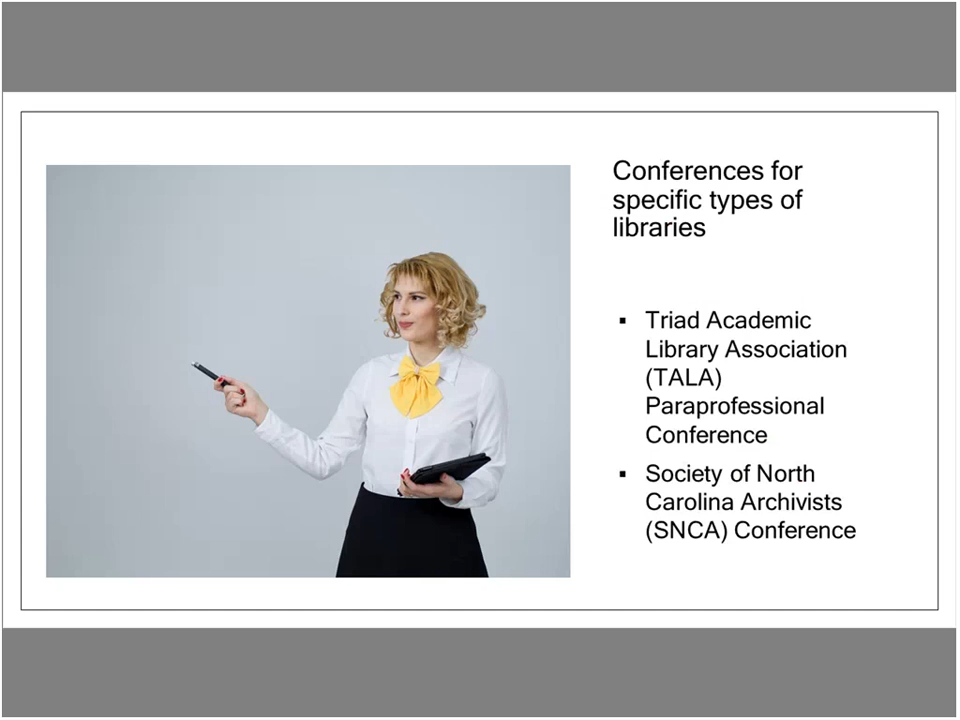 Conferences for
specific types of
libraries
▪ Triad Academic
Library Association
(TALA)
Paraprofessional
Conference
▪ Society of North
Carolina Archivists
(SNCA) Conference